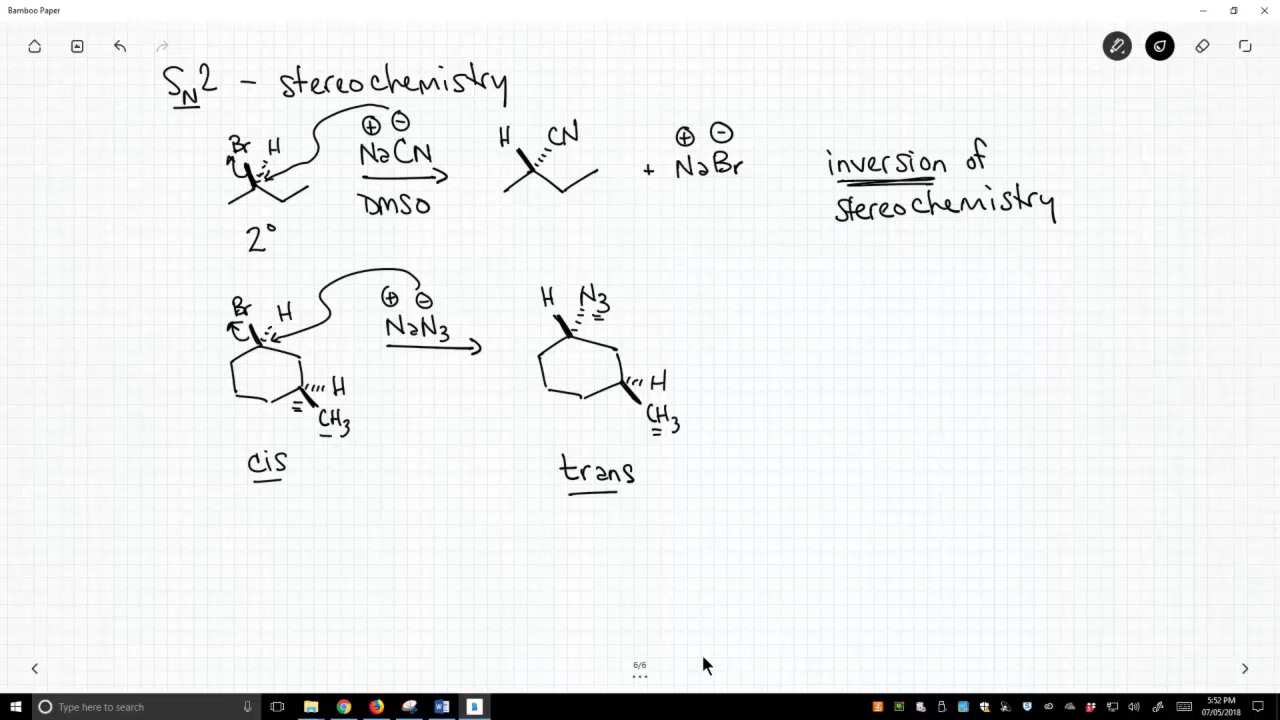 Bamboo Paper
SN2 - stereochemistry
Br H
⊕ ⊖
NaCN
DMSO
2°
H CN
+
⊕ ⊖
NaBr
inversion of
stereochemistry
Br H
H
CH3
cis
⊕ ⊖
NaN3
H N3
H
CH3
trans
6/6
Type here to search
5:52 PM
07/05/2018